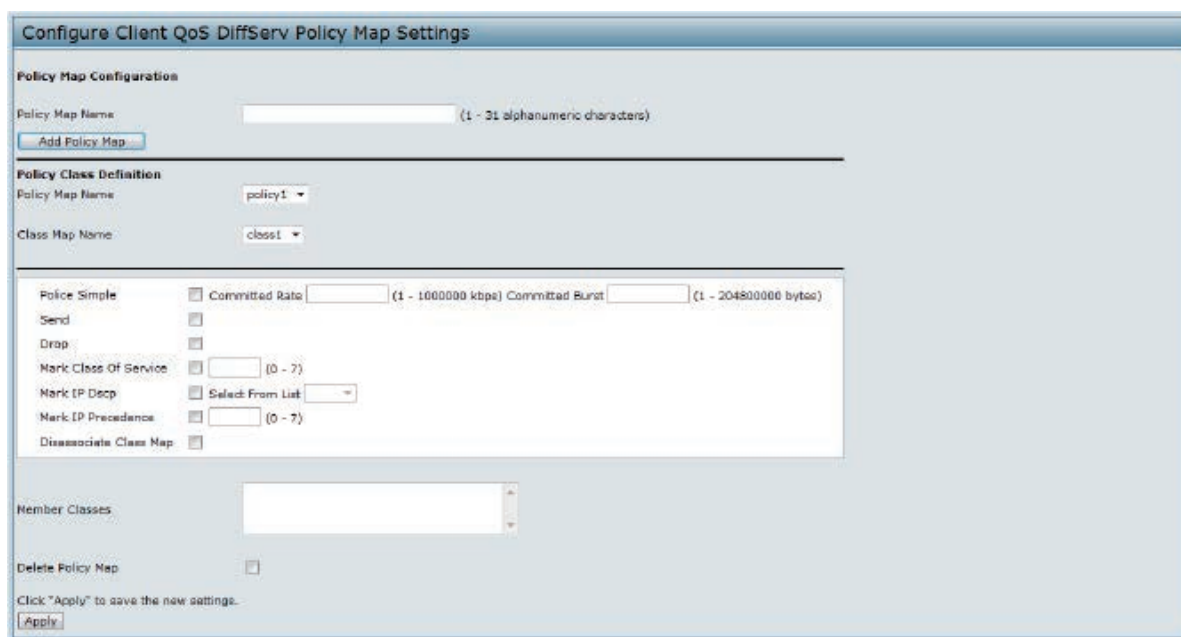 Configure Client QoS DiffServ Policy Map Settings
Policy Map Configuration
Policy Map Name (1 - 31 alphanumeric characters)
Add Policy Map
Policy Class Definition
Policy Map Name policy1
Class Map Name class1
Police Simple Committed Rate (1 - 1000000 kbps) Committed Burst (1 - 204800000 bytes)
Send
Drop
Mark Class Of Service (0 - 7)
Mark IP Dscp Select From List
Mark IP Precedence (0 - 7)
Disassociate Class Map
Member Classes
Delete Policy Map
Click "Apply" to save the new settings.
Apply